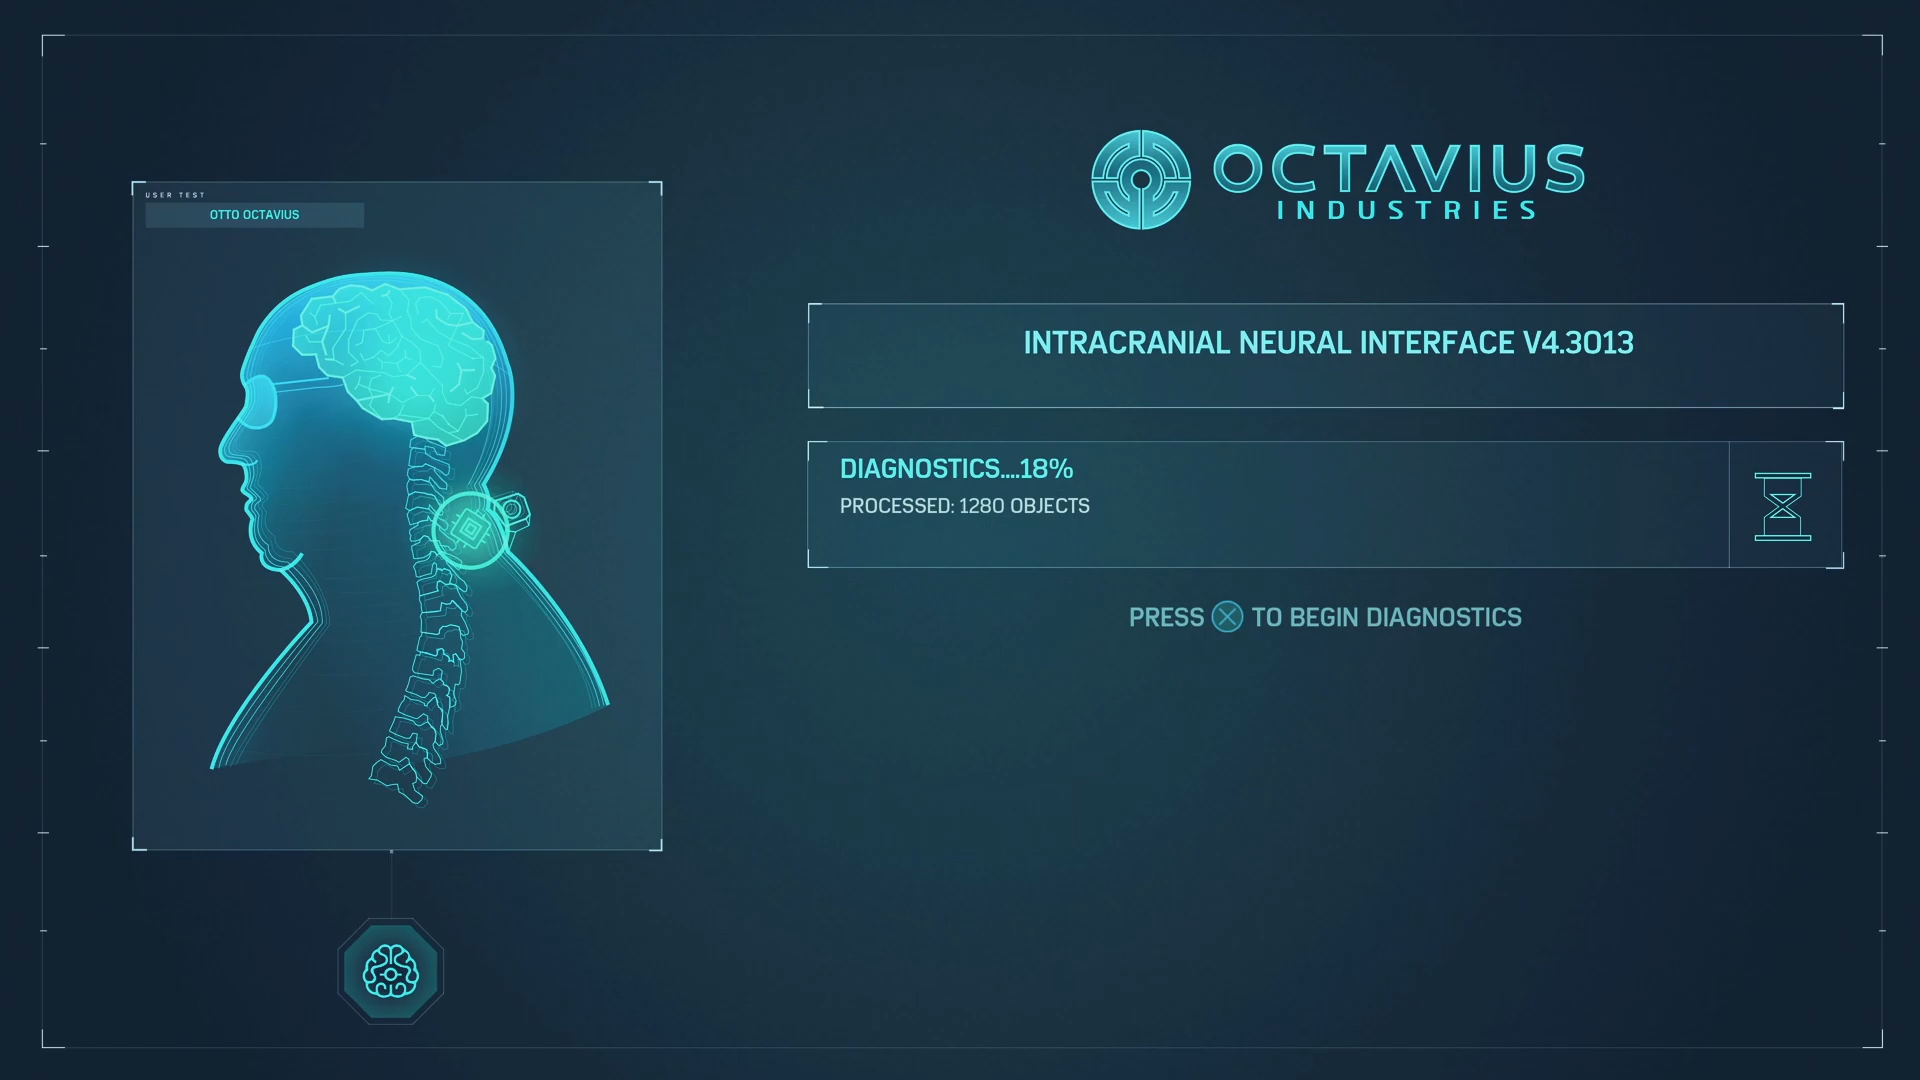 USER TEST
OTTO OCTAVIUS
OCTAVIUS
INDUSTRIES
INTRACRANIAL NEURAL INTERFACE V4.3013
DIAGNOSTICS....18%
PROCESSED: 1280 OBJECTS
PRESS TO BEGIN DIAGNOSTICS